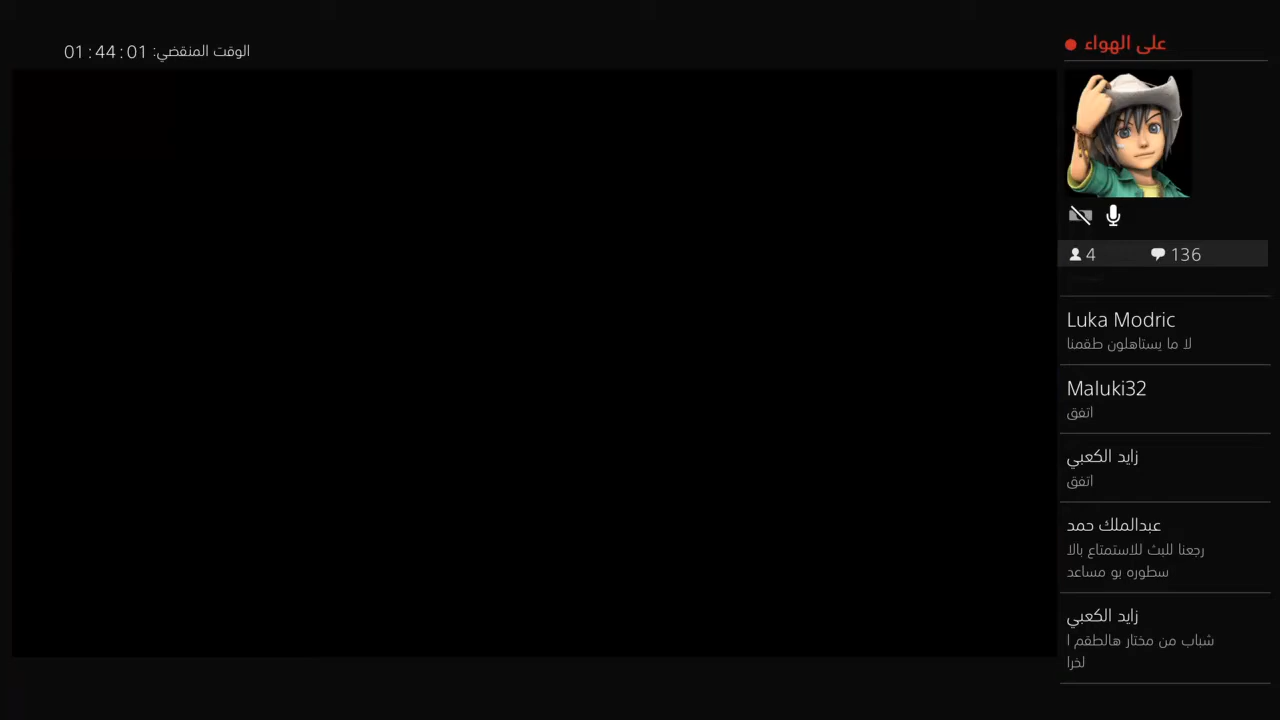 الوقت المنقضي: 01:44:01
على الهواء
4 136
Luka Modric
لا ما يستاهلون طقمنا
Maluki32
اتفق
زايد الكعبي
اتفق
عبدالملك حمد
رجعنا للبث للاستمتاع بالا
سطوره بو مساعد
زايد الكعبي
شباب من مختار هالطقم ا
لخرا